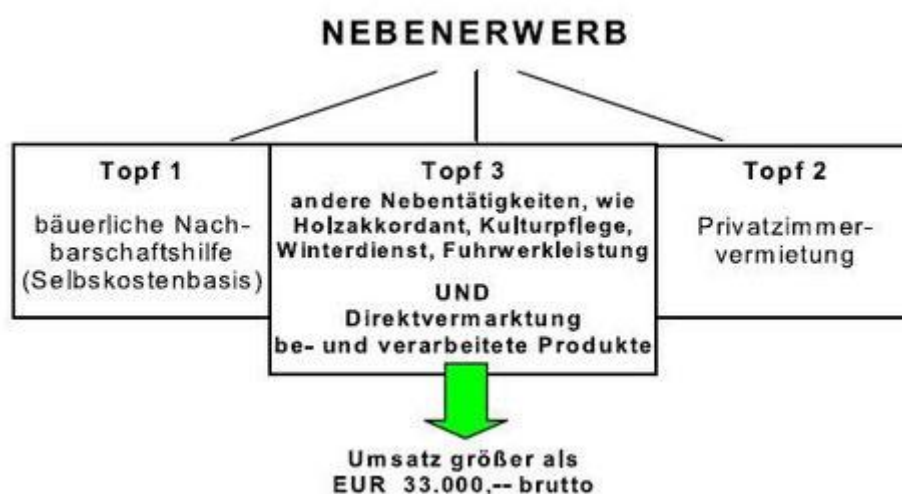 NEBENERWERB
Topf 1
bäuerliche Nach-
barschaftshilfe
(Selbskostenbasis)
Topf 3
andere Nebentätigkeiten, wie
Holzakkordant, Kulturpflege,
Winterdienst, Fuhrwerkleistung
UND
Direktvermarktung
be- und verarbeitete Produkte
Topf 2
Privatzimmer-
vermietung
Umsatz größer als
EUR 33.000,-- brutto